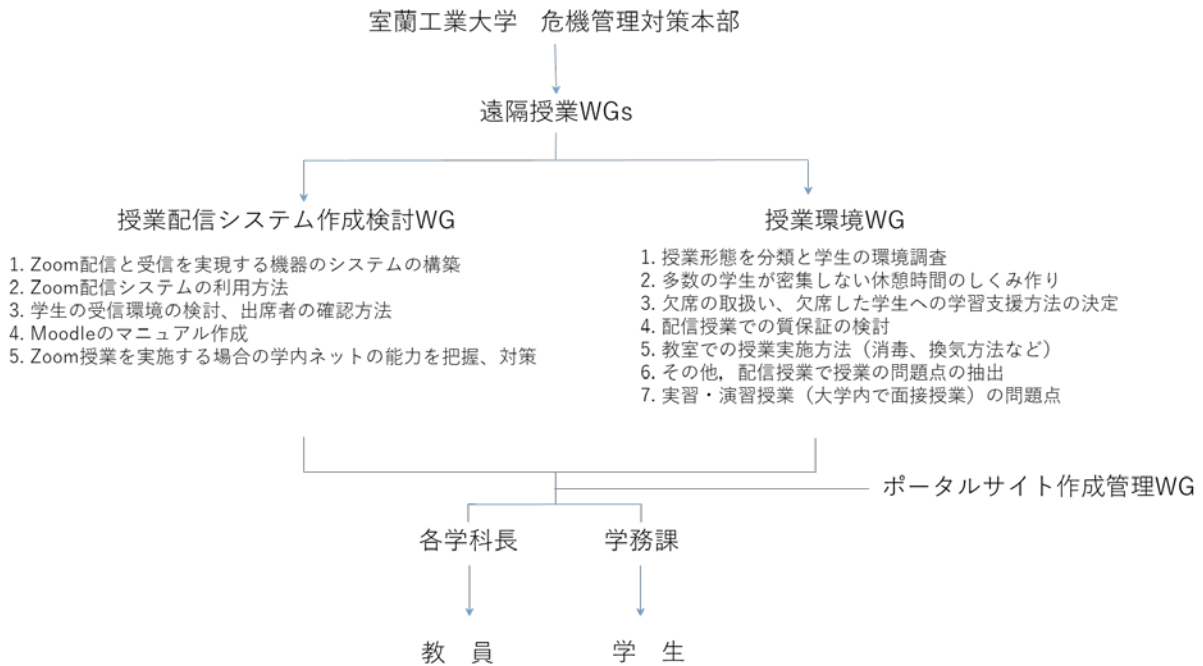 室蘭工業大学　危機管理対策本部
遠隔授業WGs
授業配信システム作成検討WG
1. Zoom配信と受信を実現する機器のシステムの構築
2. Zoom配信システムの利用方法
3. 学生の受信環境の検討、出席者の確認方法
4. Moodleのマニュアル作成
5. Zoom授業を実施する場合の学内ネットの能力を把握、対策
授業環境WG
1. 授業形態を分類と学生の環境調査
2. 多数の学生が密集しない休憩時間のしくみ作り
3. 欠席の取扱い、欠席した学生への学習支援方法の決定
4. 配信授業での質保証の検討
5. 教室での授業実施方法（消毒、換気方法など）
6. その他，配信授業で授業の問題点の抽出
7. 実習・演習授業（大学内で面接授業）の問題点
ポータルサイト作成管理WG
各学科長
学務課
教　員
学　生